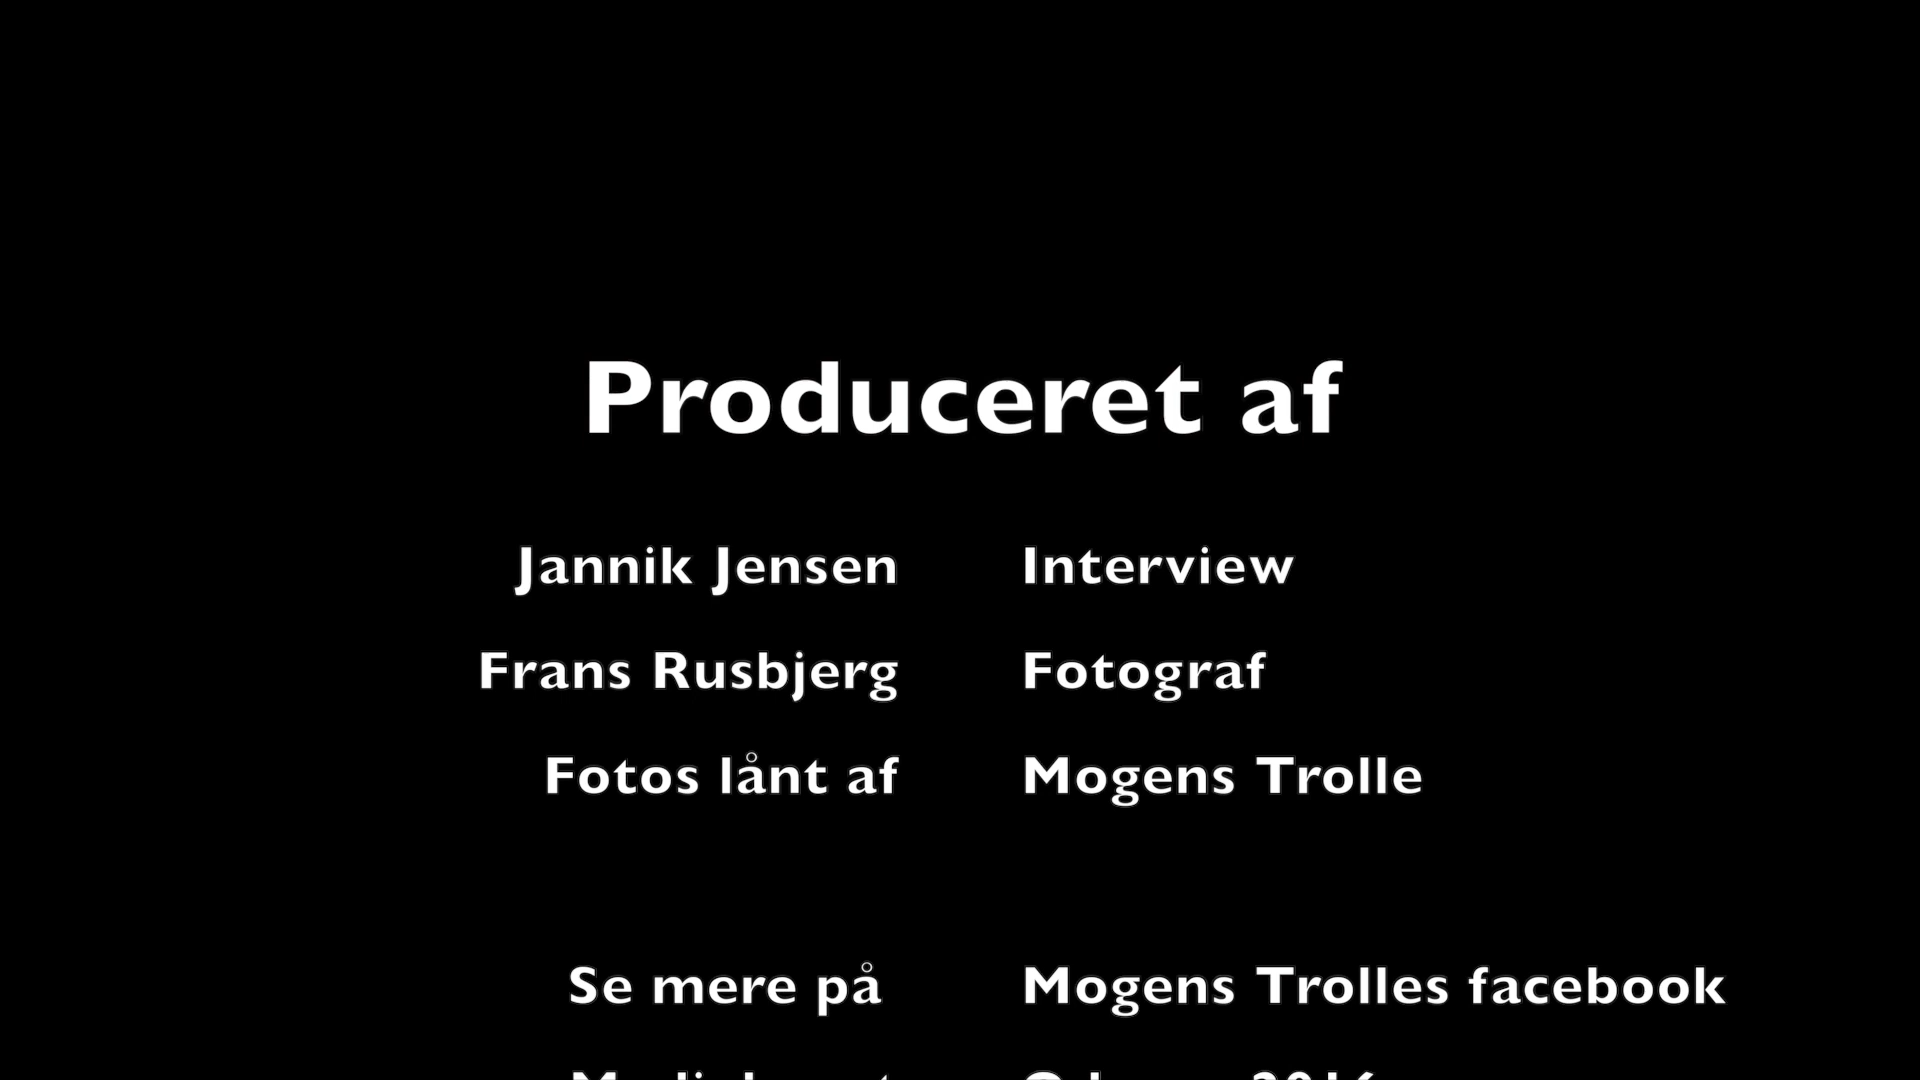 Produceret af
Jannik Jensen Interview
Frans Rusbjerg Fotograf
Fotos lånt af Mogens Trolle
Se mere på Mogens Trolles facebook